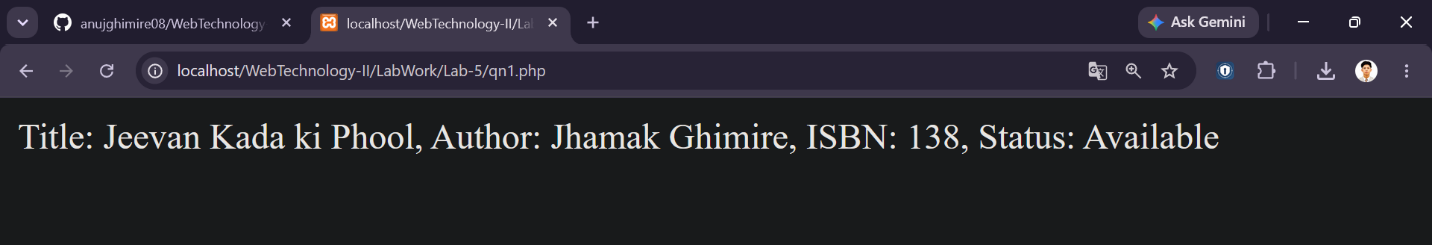 anujghimire08/WebTechnology
localhost/WebTechnology-II/La
Ask Gemini
localhost/WebTechnology-II/LabWork/Lab-5/qn1.php
Title: Jeevan Kada ki Phool, Author: Jhamak Ghimire, ISBN: 138, Status: Available